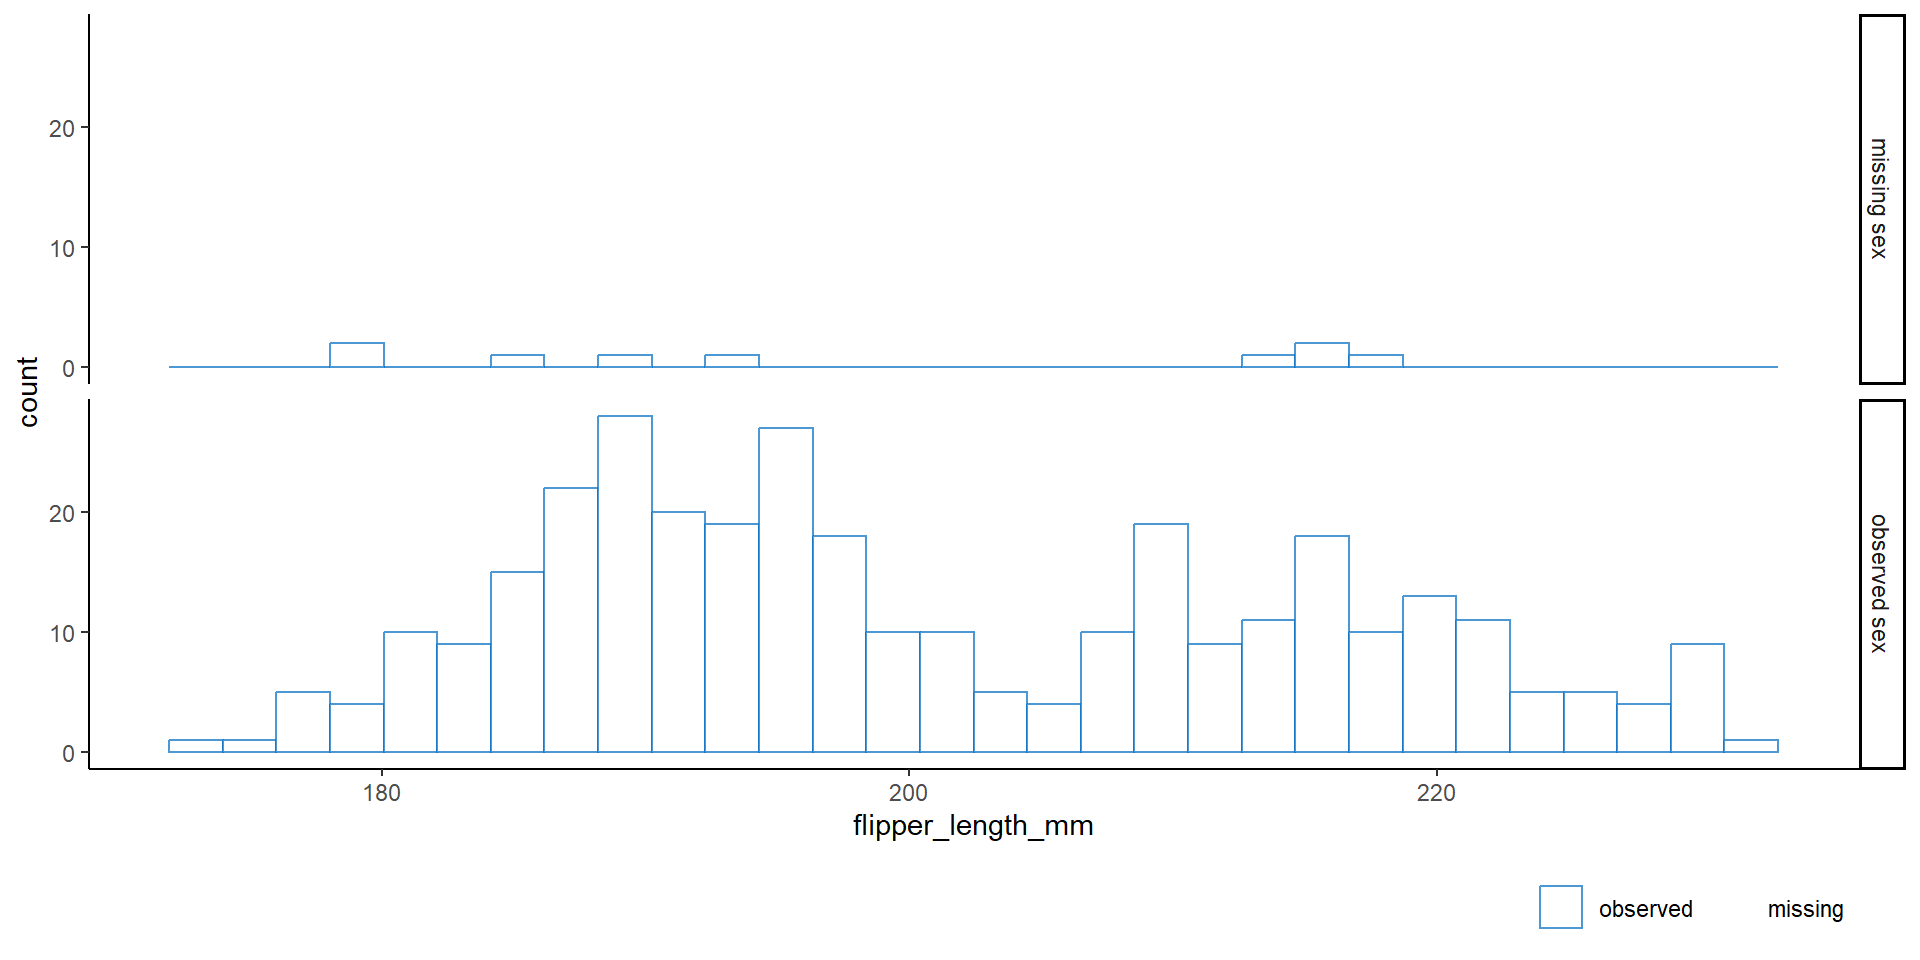 20
10
0
missing sex
count
20
10
0
observed sex
180 200 220
flipper_length_mm
observed missing